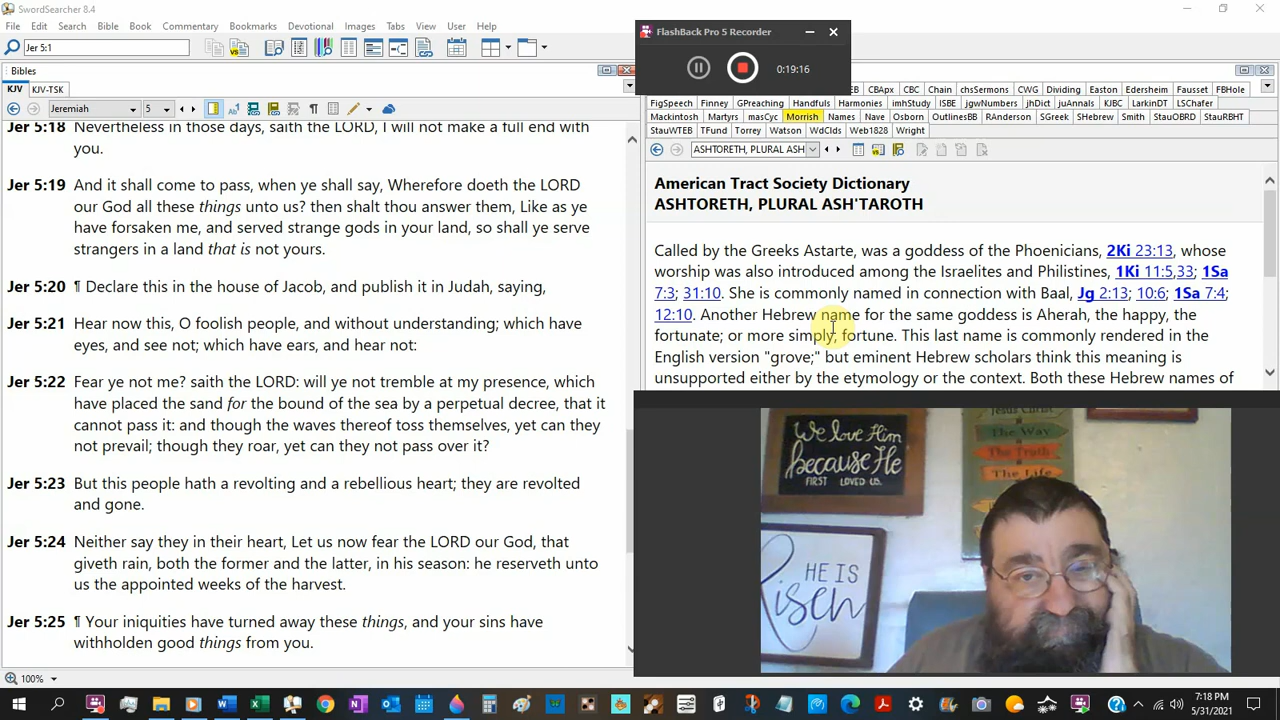 SwordSearcher 8.4
File Edit Search Bible Book Commentary Bookmarks Devotional Images Tabs View User Help
Jer 5:1
Bibles
KJV KJV-TSK
Jeremiah 5
Jer 5:18 Nevertheless in those days, saith the LORD, I will not make a full end with
you.
Jer 5:19 And it shall come to pass, when ye shall say, Wherefore doeth the LORD
our God all these things unto us? then shalt thou answer them, Like as ye
have forsaken me, and served strange gods in your land, so shall ye serve
strangers in a land that is not yours.
Jer 5:20 ¶ Declare this in the house of Jacob, and publish it in Judah, saying,
Jer 5:21 Hear now this, O foolish people, and without understanding; which have
eyes, and see not; which have ears, and hear not:
Jer 5:22 Fear ye not me? saith the LORD: will ye not tremble at my presence, which
have placed the sand for the bound of the sea by a perpetual decree, that it
cannot pass it: and though the waves thereof toss themselves, yet can they
not prevail; though they roar, yet can they not pass over it?
Jer 5:23 But this people hath a revolting and a rebellious heart; they are revolted
and gone.
Jer 5:24 Neither say they in their heart, Let us now fear the LORD our God, that
giveth rain, both the former and the latter, in his season: he reserveth unto
us the appointed weeks of the harvest.
Jer 5:25 ¶ Your iniquities have turned away these things, and your sins have
withholden good things from you.
100%
FlashBack Pro 5 Recorder
0:19:16
EB CBApx CBC Chain chsSermons CWG Dividing Easton Edersheim Fausset FBHole
FigSpeech Finney GPreaching Handfuls Harmonies imhStudy ISBE jgwNumbers jhDict juAnnals KJBC LarkinDT LSChafer
Mackintosh Martyrs masCyc Morrish Names Nave Osborn OutlinesBB RAnderson SGreek SHebrew Smith StauOBRD StauRBHT
StauWTEB TFund Torrey Watson WdClds Web1828 Wright
ASHTORETH, PLURAL ASH
American Tract Society Dictionary
ASHTORETH, PLURAL ASH'TAROTH
Called by the Greeks Astarte, was a goddess of the Phoenicians, 2Ki 23:13, whose
worship was also introduced among the Israelites and Philistines, 1Ki 11:5,33; 1Sa
7:3; 31:10. She is commonly named in connection with Baal, Jg 2:13; 10:6; 1Sa 7:4;
12:10. Another Hebrew name for the same goddess is Aherah, the happy, the
fortunate; or more simply, fortune. This last name is commonly rendered in the
English version "grove;" but eminent Hebrew scholars think this meaning is
unsupported either by the etymology or the context. Both these Hebrew names of
We love Him
because He
FIRST LOVED US.
Jesus Christ
The Way
The Truth
The Life
HE IS
Risen
7:18 PM
5/31/2021